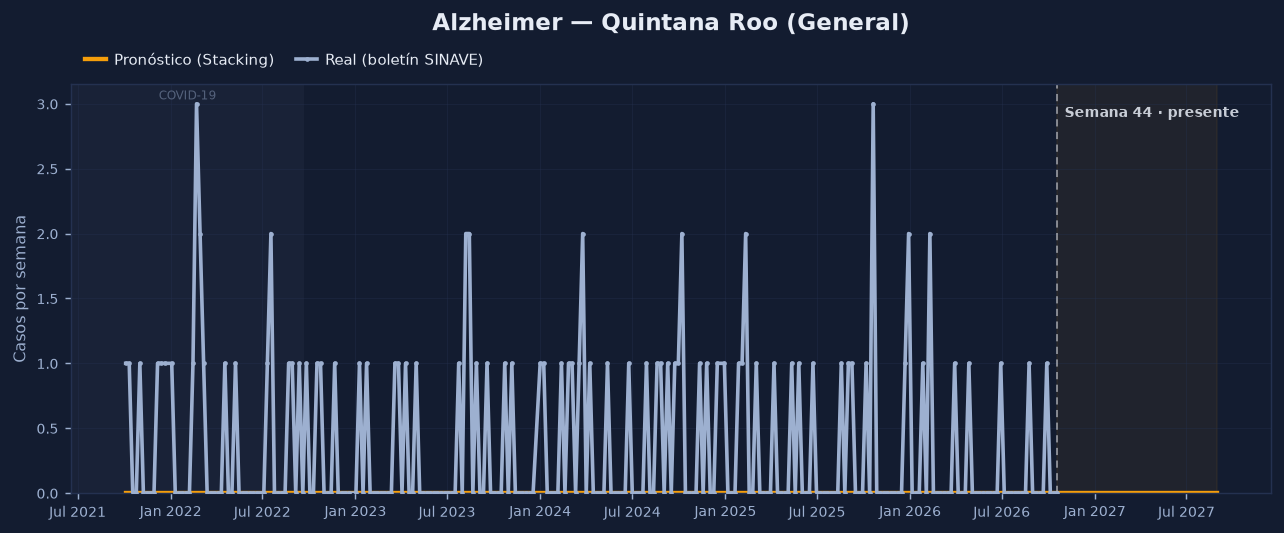 Alzheimer — Quintana Roo (General)
Pronóstico (Stacking) Real (boletín SINAVE)
COVID-19
Semana 44 · presente
Casos por semana
3.0
2.5
2.0
1.5
1.0
0.5
0.0
Jul 2021 Jan 2022 Jul 2022 Jan 2023 Jul 2023 Jan 2024 Jul 2024 Jan 2025 Jul 2025 Jan 2026 Jul 2026 Jan 2027 Jul 2027